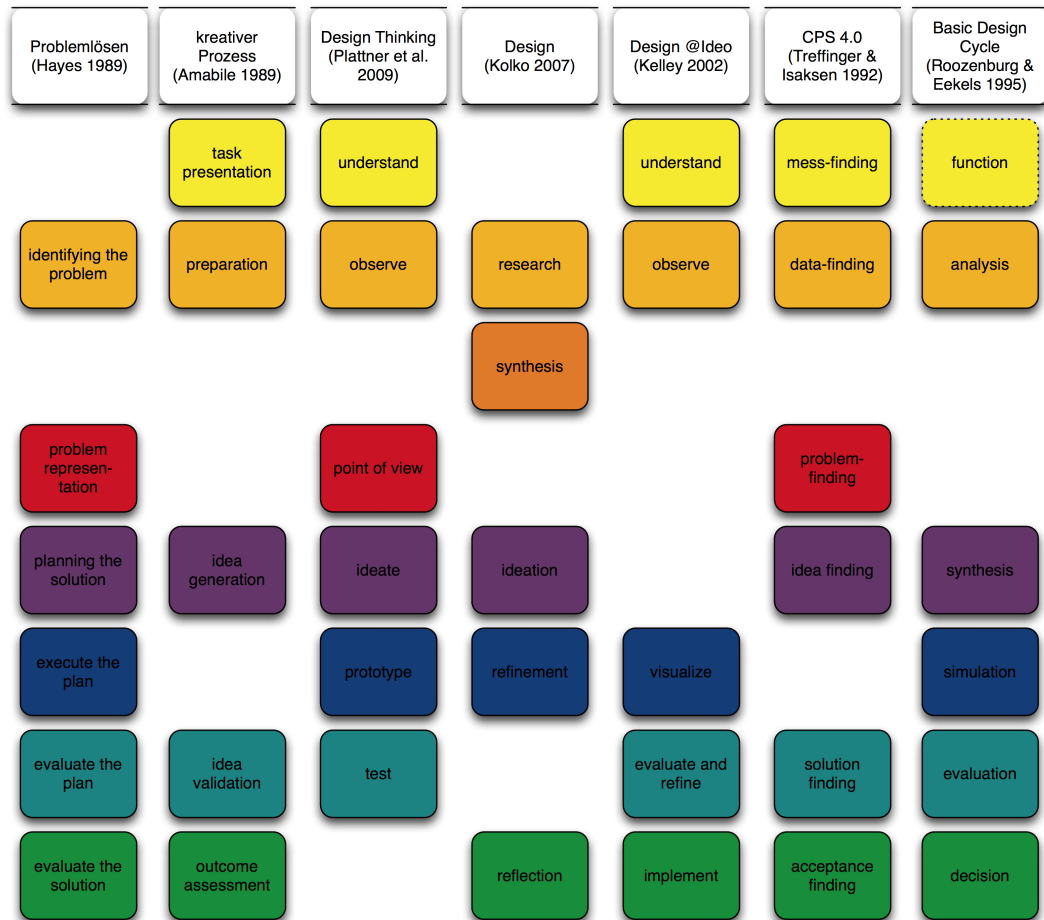 Problemlösen
(Hayes 1989)
kreativer
Prozess
(Amabile 1989)
Design Thinking
(Plattner et al.
2009)
Design
(Kolko 2007)
Design @Ideo
(Kelley 2002)
CPS 4.0
(Treffinger &
Isaksen 1992)
Basic Design
Cycle
(Roozenburg &
Eekels 1995)
task
presentation
understand
understand
mess-finding
function
identifying the
problem
preparation
observe
research
observe
data-finding
analysis
synthesis
problem
represen-
tation
point of view
problem-
finding
planning the
solution
idea
generation
ideate
ideation
idea finding
synthesis
execute the
plan
prototype
refinement
visualize
simulation
evaluate the
plan
idea
validation
test
evaluate and
refine
solution
finding
evaluation
evaluate the
solution
outcome
assessment
reflection
implement
acceptance
finding
decision